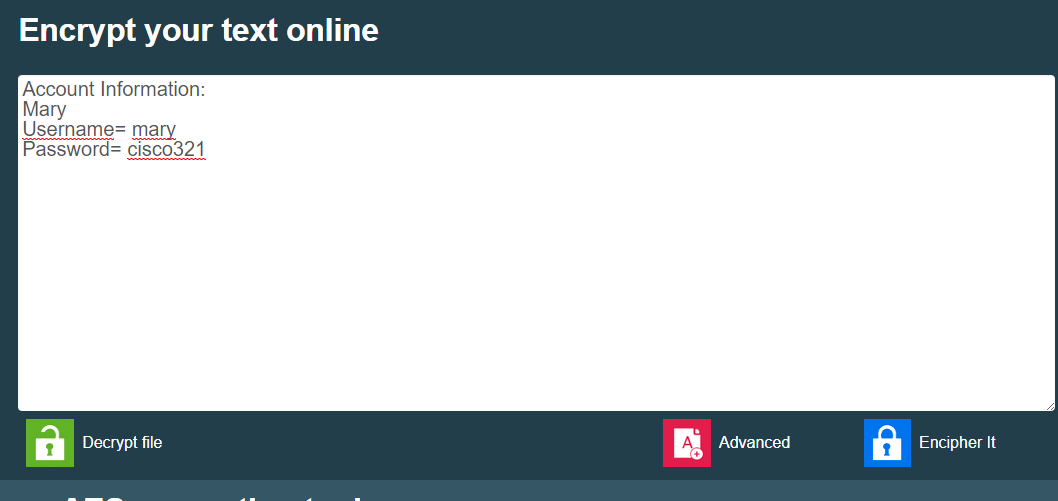 Encrypt your text online
Account Information:
Mary
Username= mary
Password= cisco321
Decrypt file
Advanced
Encipher It